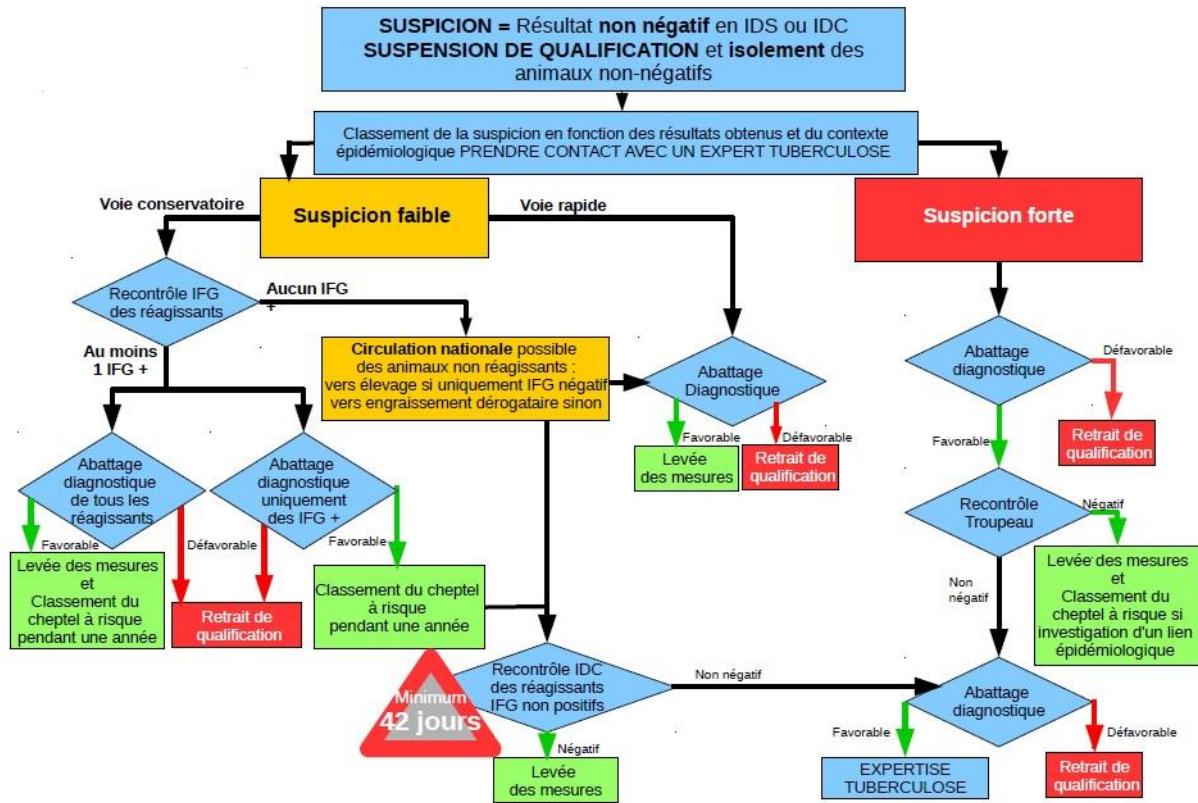 SUSPICION = Résultat non négatif en IDS ou IDC
SUSPENSION DE QUALIFICATION et isolement des
animaux non-négatifs
Classement de la suspicion en fonction des résultats obtenus et du contexte
épidémiologique PRENDRE CONTACT AVEC UN EXPERT TUBERCULOSE
Voie conservatoire
Suspicion faible
Voie rapide
Suspicion forte
Recontrôle IFG
des réagissants
Aucun IFG
+
Au moins
1 IFG +
Circulation nationale possible
des animaux non réagissants :
vers élevage si uniquement IFG négatif
vers engraissement dérogataire sinon
Abattage
Diagnostique
Favorable
Défavorable
Levée
des mesures
Retrait de
qualification
Abattage
diagnostique
Défavorable
Favorable
Retrait de
qualification
Abattage
diagnostique
de tous les
réagissants
Abattage
diagnostique
uniquement
des IFG +
Favorable
Défavorable
Favorable
Levée des mesures
et
Classement du
cheptel à risque
pendant une année
Retrait de
qualification
Classement du cheptel
à risque
pendant une année
Recontrôle
Troupeau
Négatif
Non
négatif
Levée des mesures
et
Classement du
cheptel à risque si
investigation d'un lien
épidémiologique
Minimum
42 jours
Recontrôle IDC
des réagissants
IFG non positifs
Non négatif
Négatif
Levée
des mesures
Abattage
diagnostique
Favorable
Défavorable
EXPERTISE
TUBERCULOSE
Retrait de
qualification